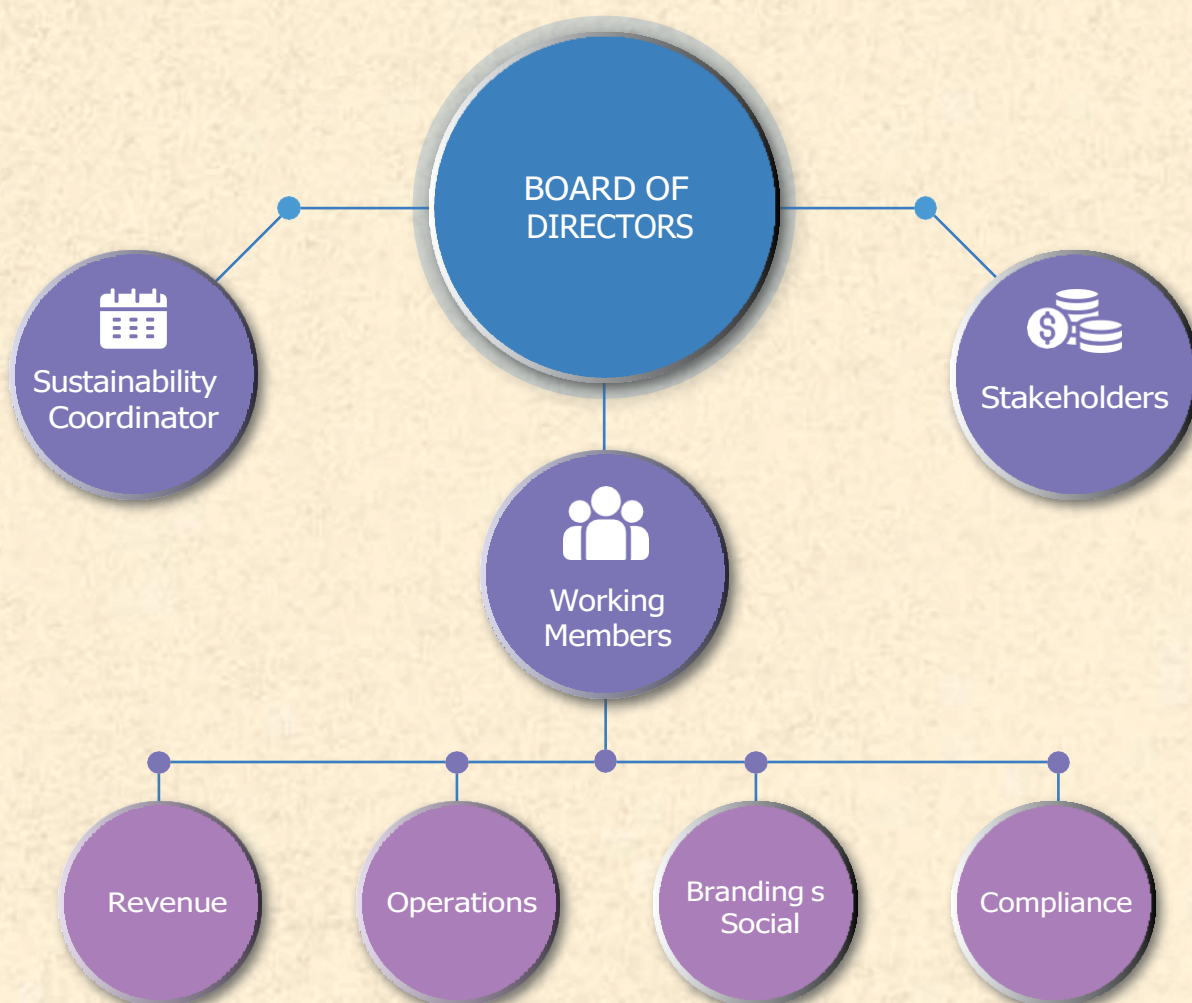 BOARD OF
DIRECTORS
Sustainability
Coordinator
Stakeholders
Working
Members
Revenue
Operations
Branding s
Social
Compliance